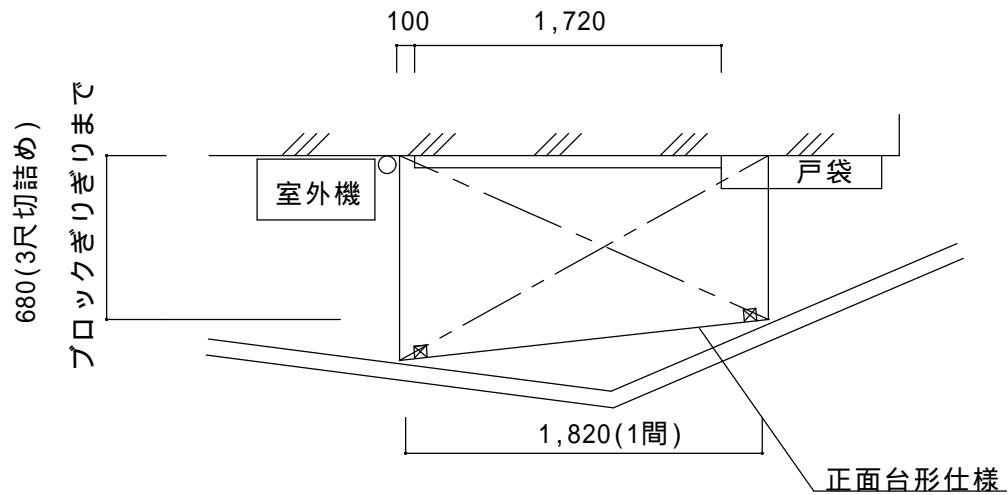 100
1,720
680(3尺切詰め)
ブロックぎりぎりまで
室外機
戸袋
1,820(1間)
正面台形仕様